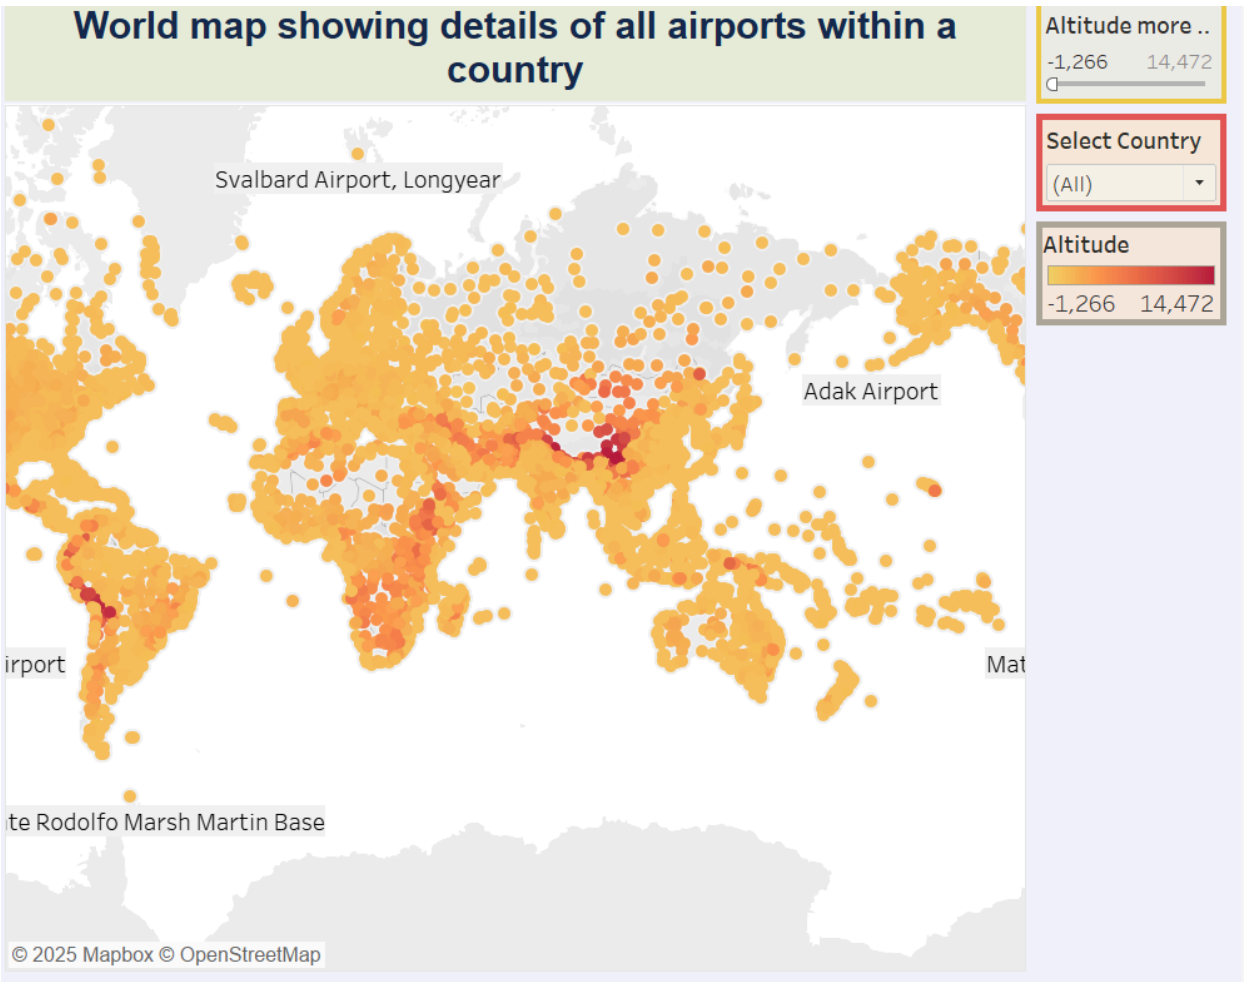 World map showing details of all airports within a
country
Altitude more ..
-1,266 14,472
Select Country
(All)
Altitude
-1,266 14,472
Svalbard Airport, Longyear
Adak Airport
irport
Mat
te Rodolfo Marsh Martin Base
© 2025 Mapbox © OpenStreetMap